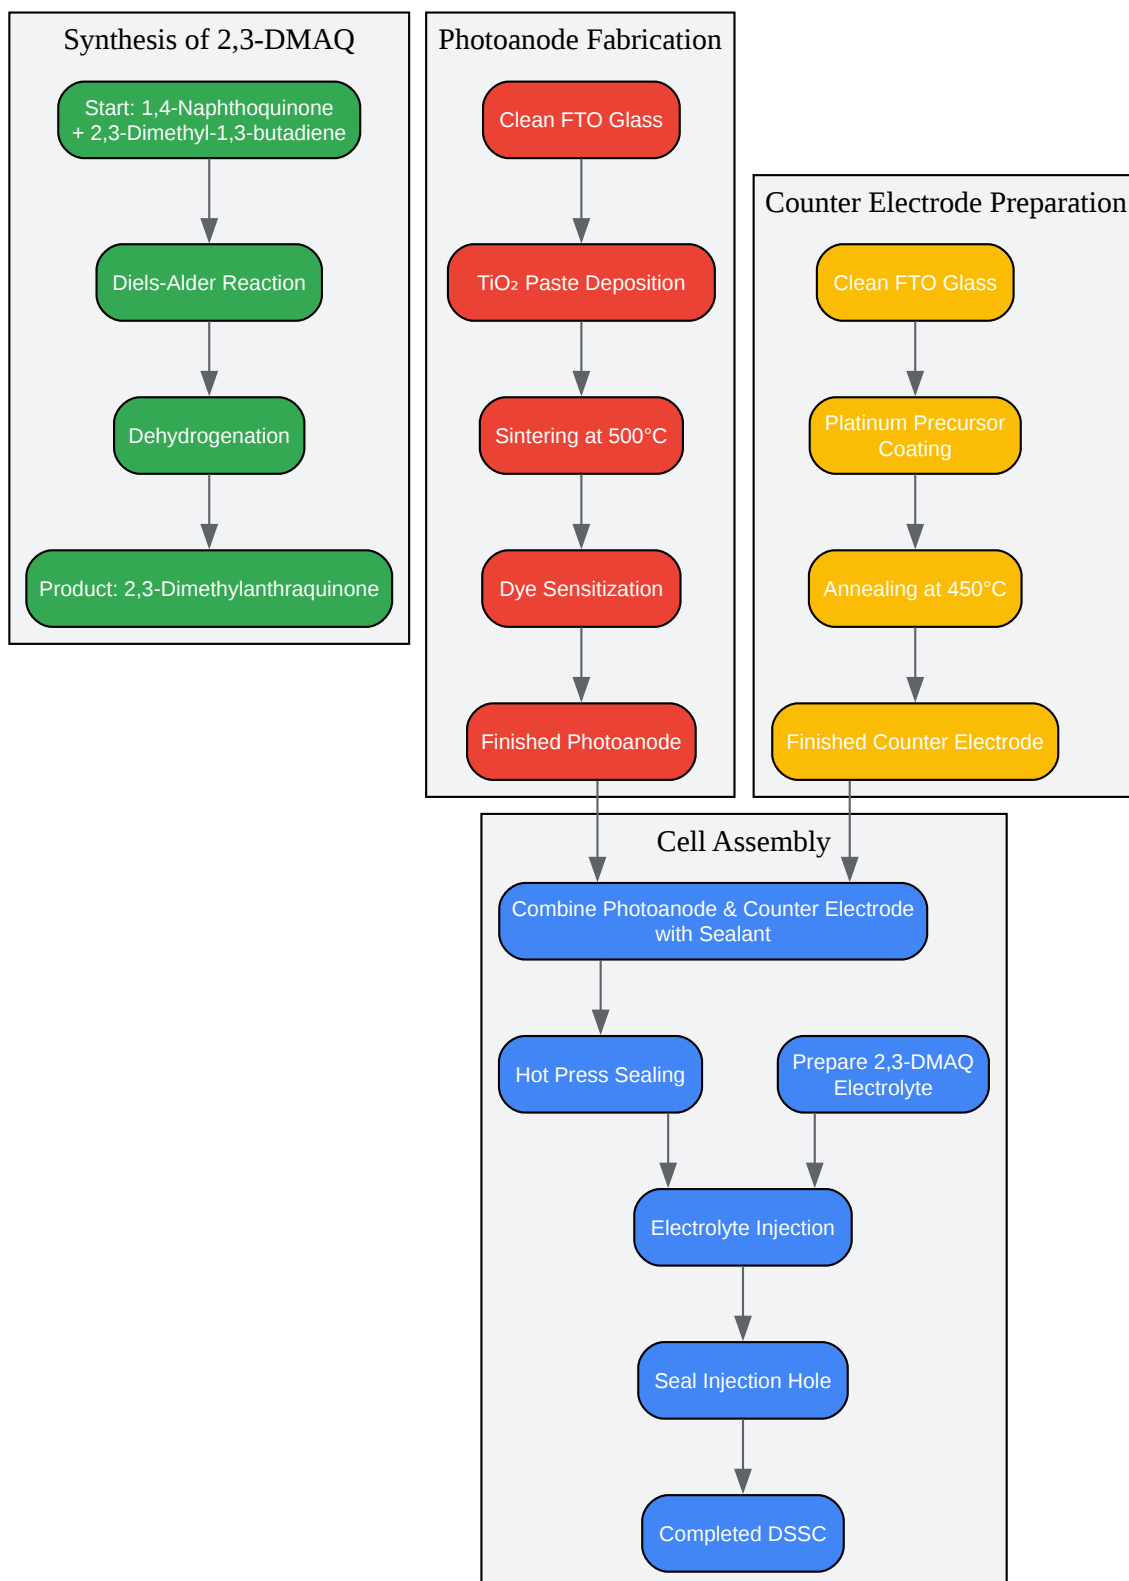 Synthesis of 2,3-DMAQ
Start: 1,4-Naphthoquinone
+ 2,3-Dimethyl-1,3-butadiene
Diels-Alder Reaction
Dehydrogenation
Product: 2,3-Dimethylanthraquinone
Photoanode Fabrication
Clean FTO Glass
TiO₂ Paste Deposition
Sintering at 500°C
Dye Sensitization
Finished Photoanode
Counter Electrode Preparation
Clean FTO Glass
Platinum Precursor
Coating
Annealing at 450°C
Finished Counter Electrode
Cell Assembly
Combine Photoanode & Counter Electrode
with Sealant
Hot Press Sealing
Prepare 2,3-DMAQ
Electrolyte
Electrolyte Injection
Seal Injection Hole
Completed DSSC